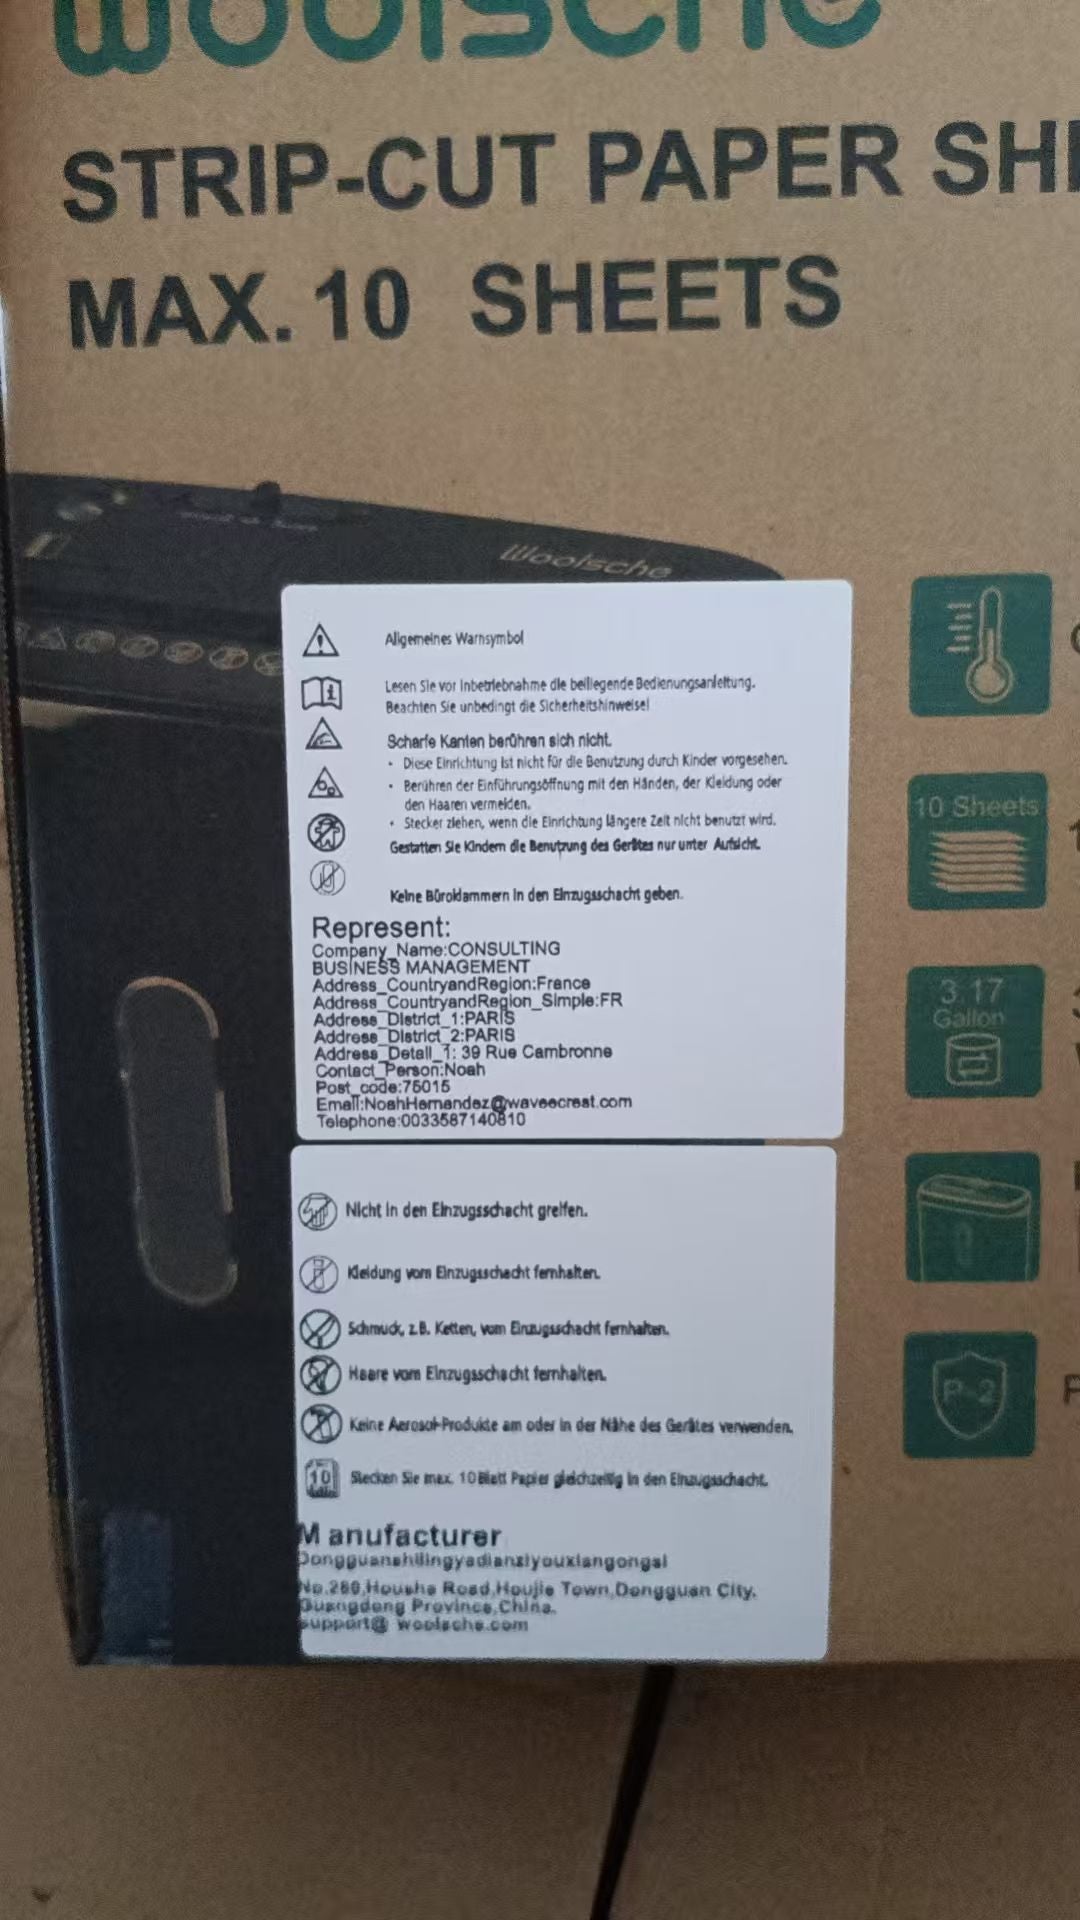 Woolsche
STRIP-CUT PAPER
MAX. 10 SHEETS
Woolsche
Allgemeines Warnsymbol
Lesen Sie vor Inbetriebnahme die beiliegende Bedienungsanleitung.
Beachten Sie unbedingt die Sicherheitshinweise!
Scharfe Kanten berühren sich nicht.
• Diese Einrichtung ist nicht für die Benutzung durch Kinder vorgesehen.
• Berühren der Einführungsöffnung mit den Händen, der Kleidung oder
den Haaren vermeiden.
• Stecker ziehen, wenn die Einrichtung längere Zeit nicht benutzt wird.
Gestatten Sie Kindern die Benutzung des Gerätes nur unter Aufsicht.
Keine Büroklammern in den Einzugsschacht geben.
Represent:
Company_Name:CONSULTING
BUSINESS MANAGEMENT
Address_CountryandRegion:France
Address_CountryandRegion_Simple:FR
Address_District_1:PARIS
Address_District_2:PARIS
Address_Detail_1: 39 Rue Cambronne
Contact_Person:Noah
Post_code:75015
Email:NoahHernandez@waveecreat.com
Telephone:0033587140810
Nicht in den Einzugsschacht greifen.
Kleidung vom Einzugsschacht fernhalten.
Schmuck, z.B. Ketten, vom Einzugsschacht fernhalten.
Haare vom Einzugsschacht fernhalten.
Keine Aerosol-Produkte am oder in der Nähe des Gerätes verwenden.
10
Stecken Sie max. 10 Blatt Papier gleichzeitig in den Einzugsschacht.
Manufacturer
Dongguanshilingyadianziyouxiangongsi
No.280,Housha Road,Houjie Town,Dongguan City,
Guangdong Province,China.
support@ woolsche.com
10 Sheets
3.17
Gallon
P-2